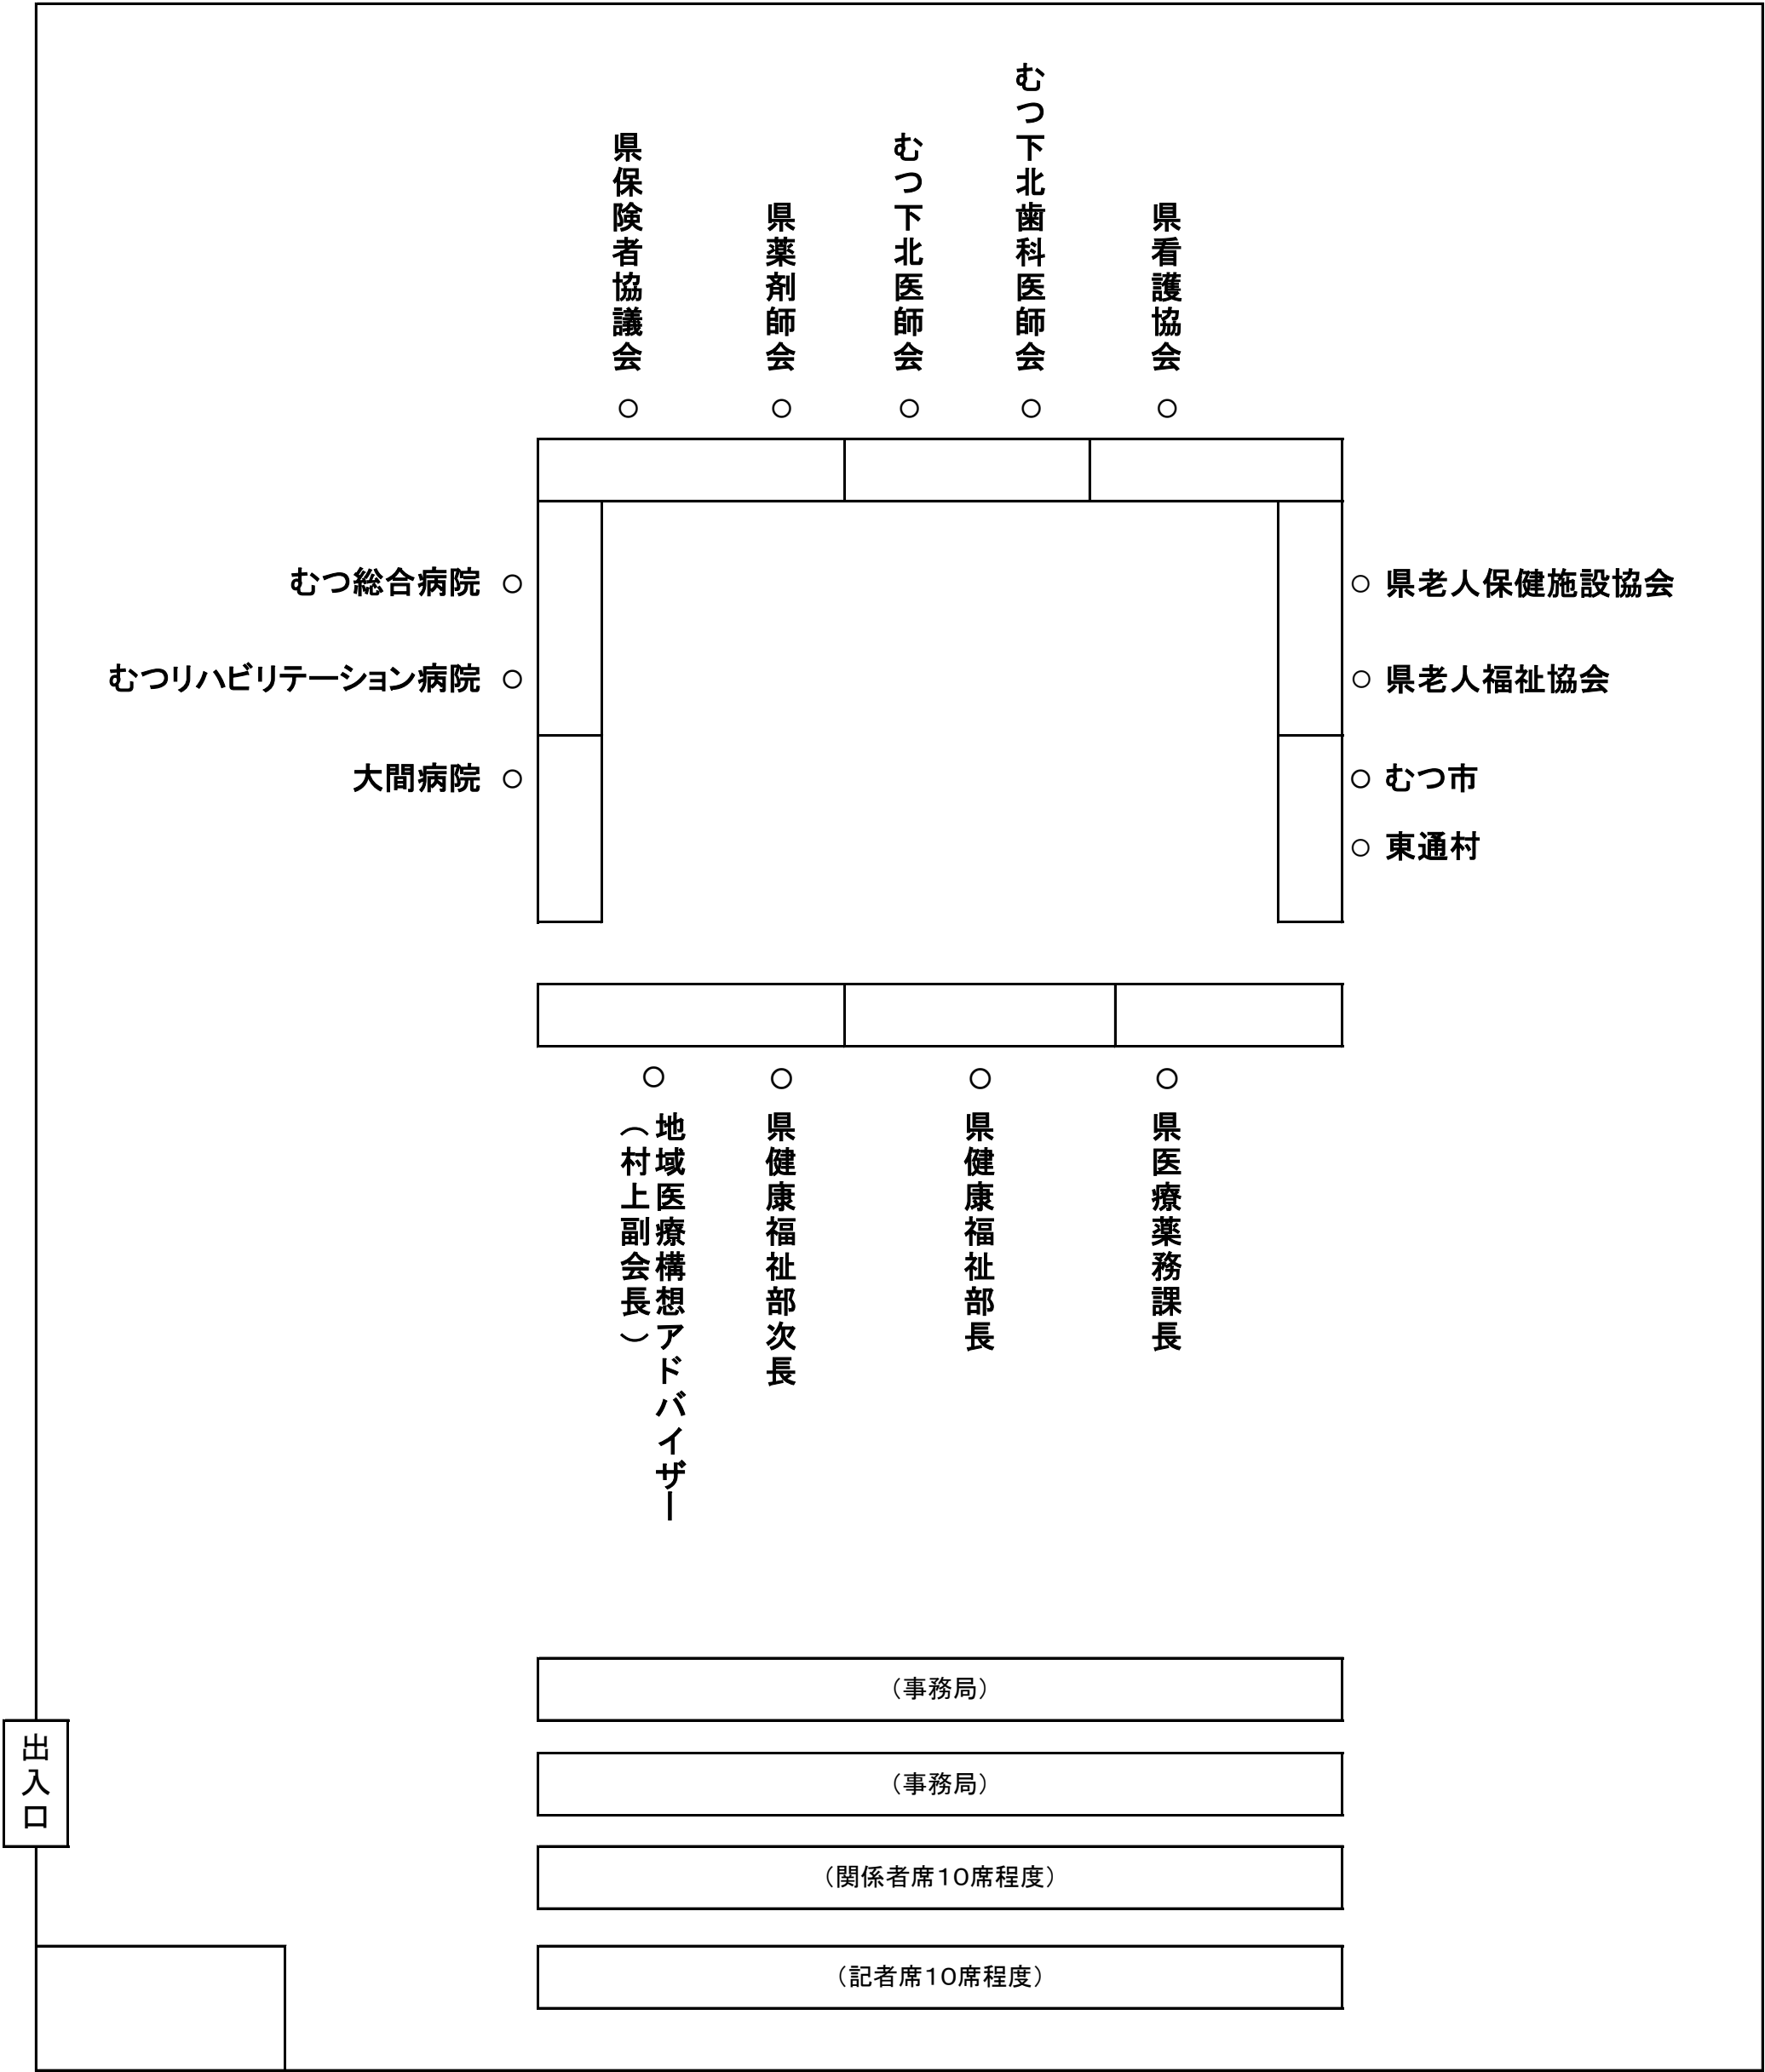 県保険者協議会
県薬剤師会
むつ下北医師会
むつ下北歯科医師会
県看護協会
○ ○ ○ ○ ○
むつ総合病院 ○
○ 県老人保健施設協会
むつリハビリテーション病院 ○
○ 県老人福祉協会
大間病院 ○
○ むつ市
○ 東通村
○ ○ ○ ○
地域医療構想アドバイザー
（村上副会長）
県健康福祉部次長
県健康福祉部長
県医療薬務課長
（事務局）
出入口
（事務局）
（関係者席１０席程度）
（記者席１０席程度）